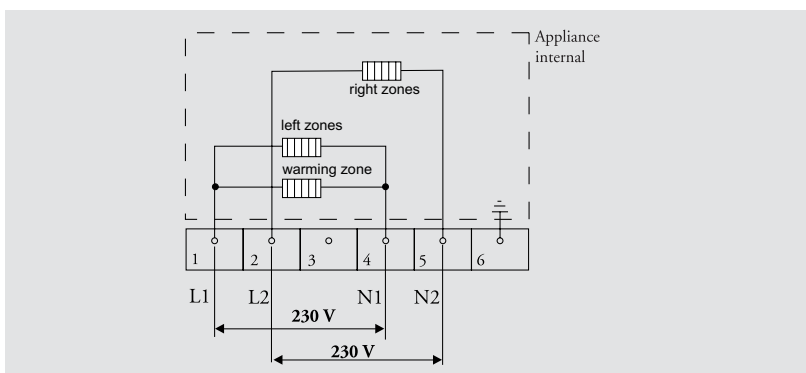 Appliance
internal
right zones
left zones
warming zone
1 2 3 4 5 6
L1 L2 N1 N2
230 V
230 V